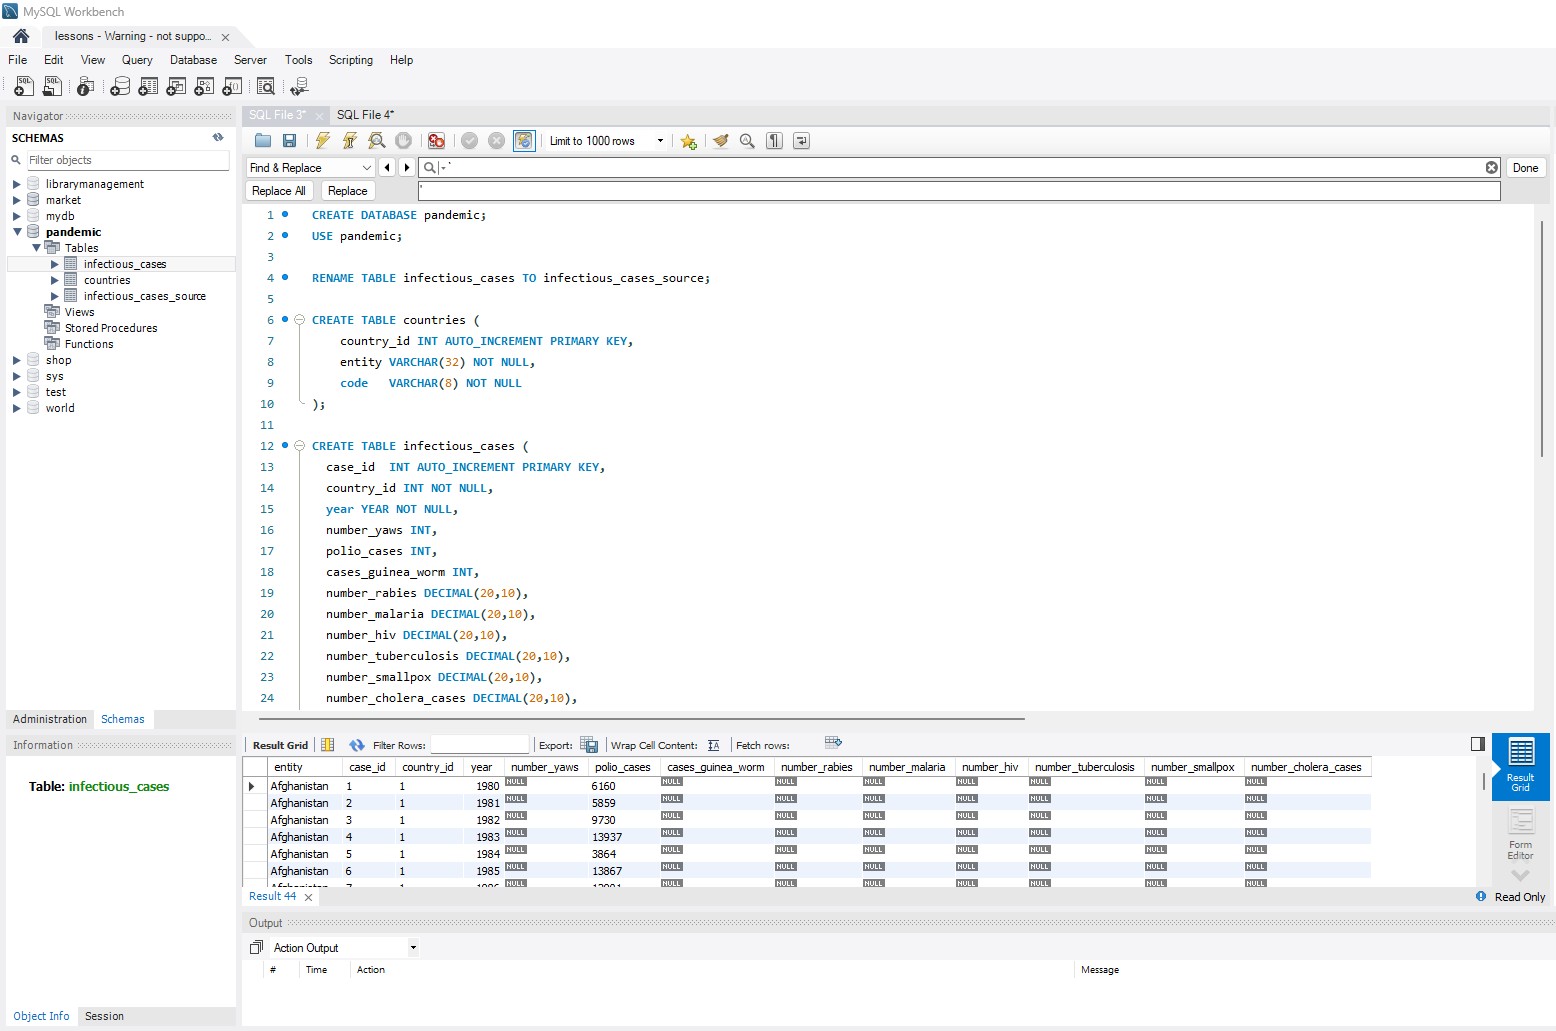 MySQL Workbench
lessons - Warning - not suppo...
File Edit View Query Database Server Tools Scripting Help
Navigator
SCHEMAS
Filter objects
librarymanagement
market
mydb
pandemic
Tables
infectious_cases
countries
infectious_cases_source
Views
Stored Procedures
Functions
shop
sys
test
world
Administration Schemas
Information
Table: infectious_cases
Object Info Session
SQL File 3* SQL File 4*
Limit to 1000 rows
Find & Replace ` Done
Replace All Replace '
1 CREATE DATABASE pandemic;
2 USE pandemic;
3
4 RENAME TABLE infectious_cases TO infectious_cases_source;
5
6 CREATE TABLE countries (
7 country_id INT AUTO_INCREMENT PRIMARY KEY,
8 entity VARCHAR(32) NOT NULL,
9 code VARCHAR(8) NOT NULL
10 );
11
12 CREATE TABLE infectious_cases (
13 case_id INT AUTO_INCREMENT PRIMARY KEY,
14 country_id INT NOT NULL,
15 year YEAR NOT NULL,
16 number_yaws INT,
17 polio_cases INT,
18 cases_guinea_worm INT,
19 number_rabies DECIMAL(20,10),
20 number_malaria DECIMAL(20,10),
21 number_hiv DECIMAL(20,10),
22 number_tuberculosis DECIMAL(20,10),
23 number_smallpox DECIMAL(20,10),
24 number_cholera_cases DECIMAL(20,10),
Result Grid Filter Rows: Export: Wrap Cell Content: Fetch rows:
entity case_id country_id year number_yaws polio_cases cases_guinea_worm number_rabies number_malaria number_hiv number_tuberculosis number_smallpox number_cholera_cases
Afghanistan 1 1 1980 NULL 6160 NULL NULL NULL NULL NULL NULL NULL
Afghanistan 2 1 1981 NULL 5859 NULL NULL NULL NULL NULL NULL NULL
Afghanistan 3 1 1982 NULL 9730 NULL NULL NULL NULL NULL NULL NULL
Afghanistan 4 1 1983 NULL 13937 NULL NULL NULL NULL NULL NULL NULL
Afghanistan 5 1 1984 NULL 3864 NULL NULL NULL NULL NULL NULL NULL
Afghanistan 6 1 1985 NULL 13867 NULL NULL NULL NULL NULL NULL NULL
Afghanistan NULL NULL NULL NULL NULL NULL NULL NULL
Result Grid
Form Editor
Result 44 Read Only
Output
Action Output
# Time Action Message